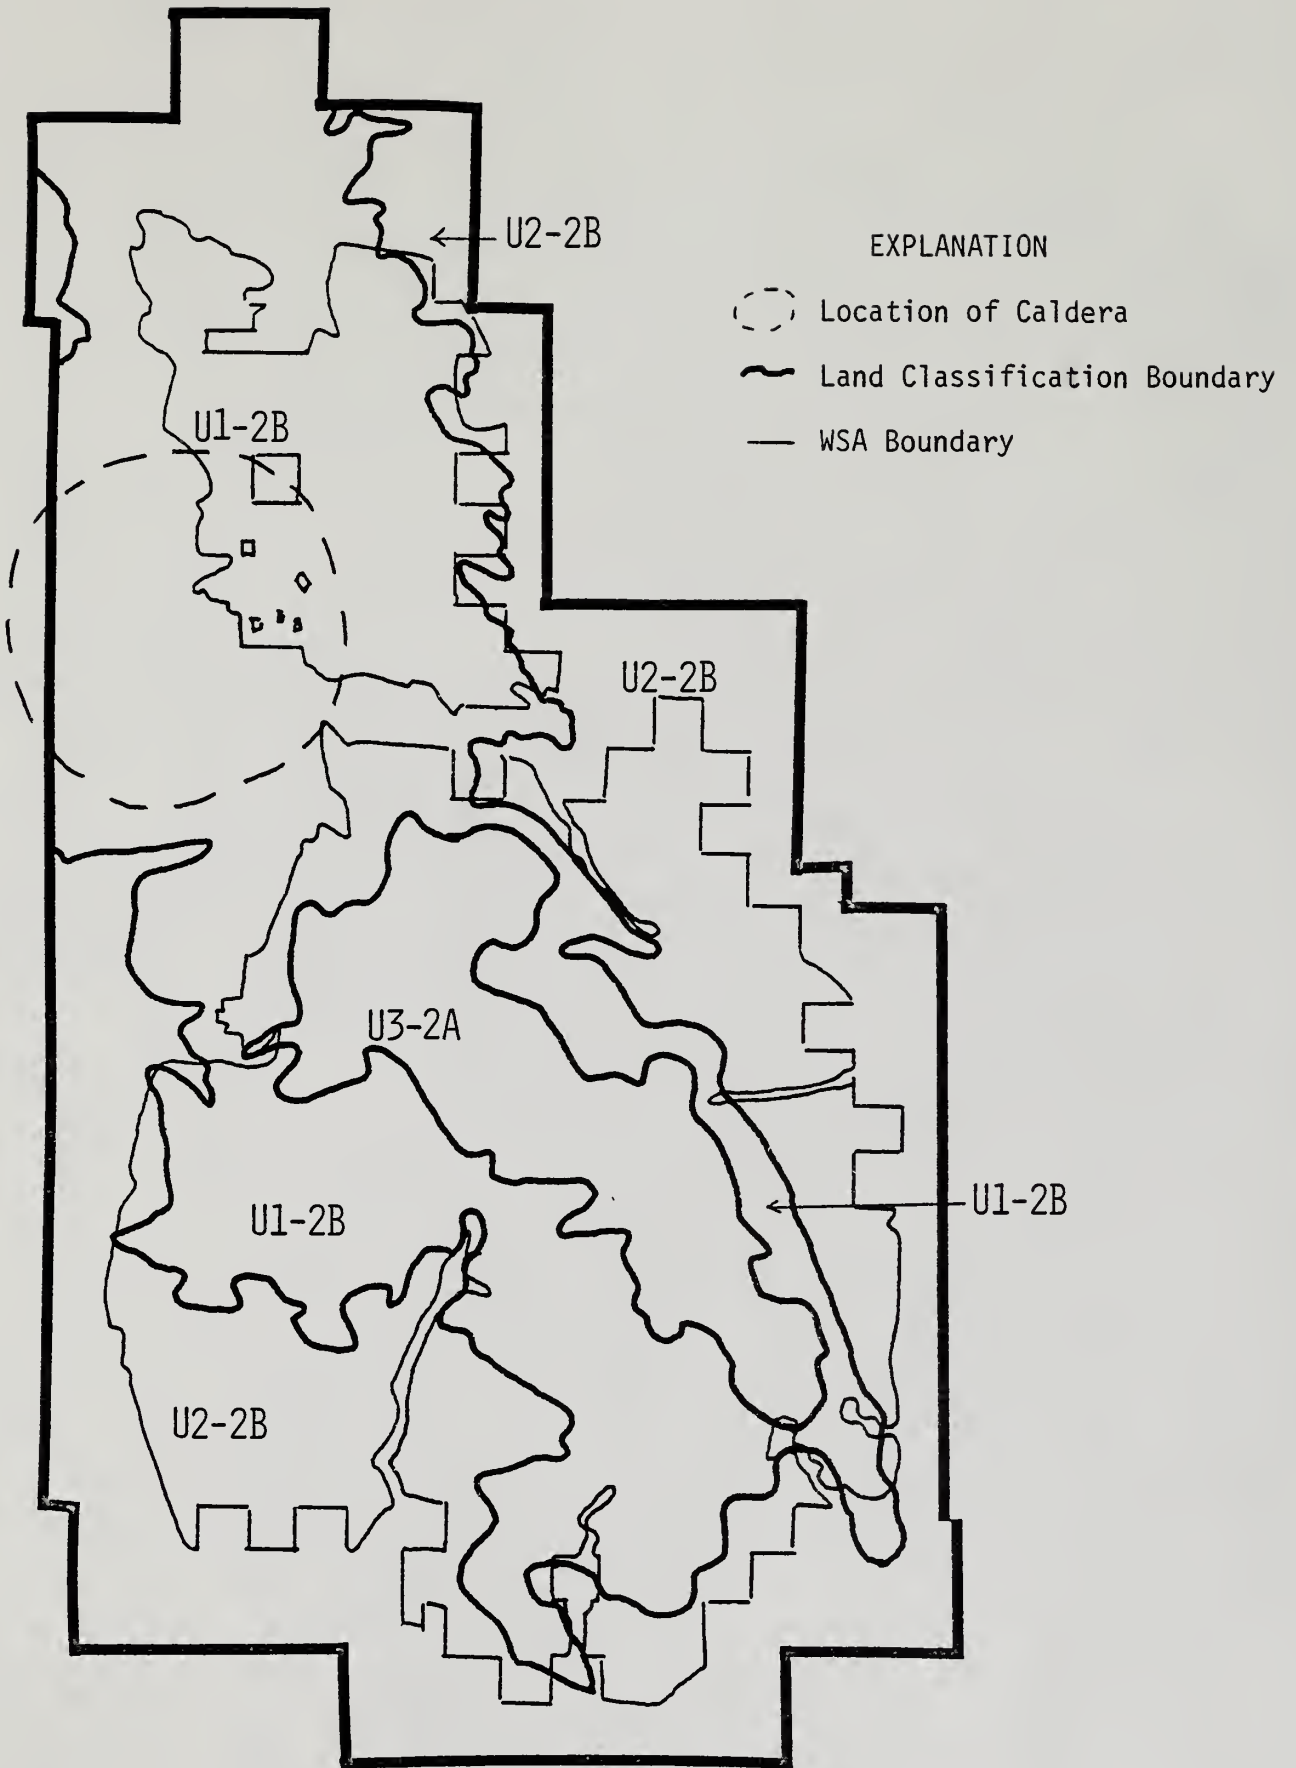 U2-2B
EXPLANATION
Location of Caldera
Land Classification Boundary
U1-2B
WSA Boundary
U2-2B
U3-2A
U1-2B
U1-2B
U2-2B